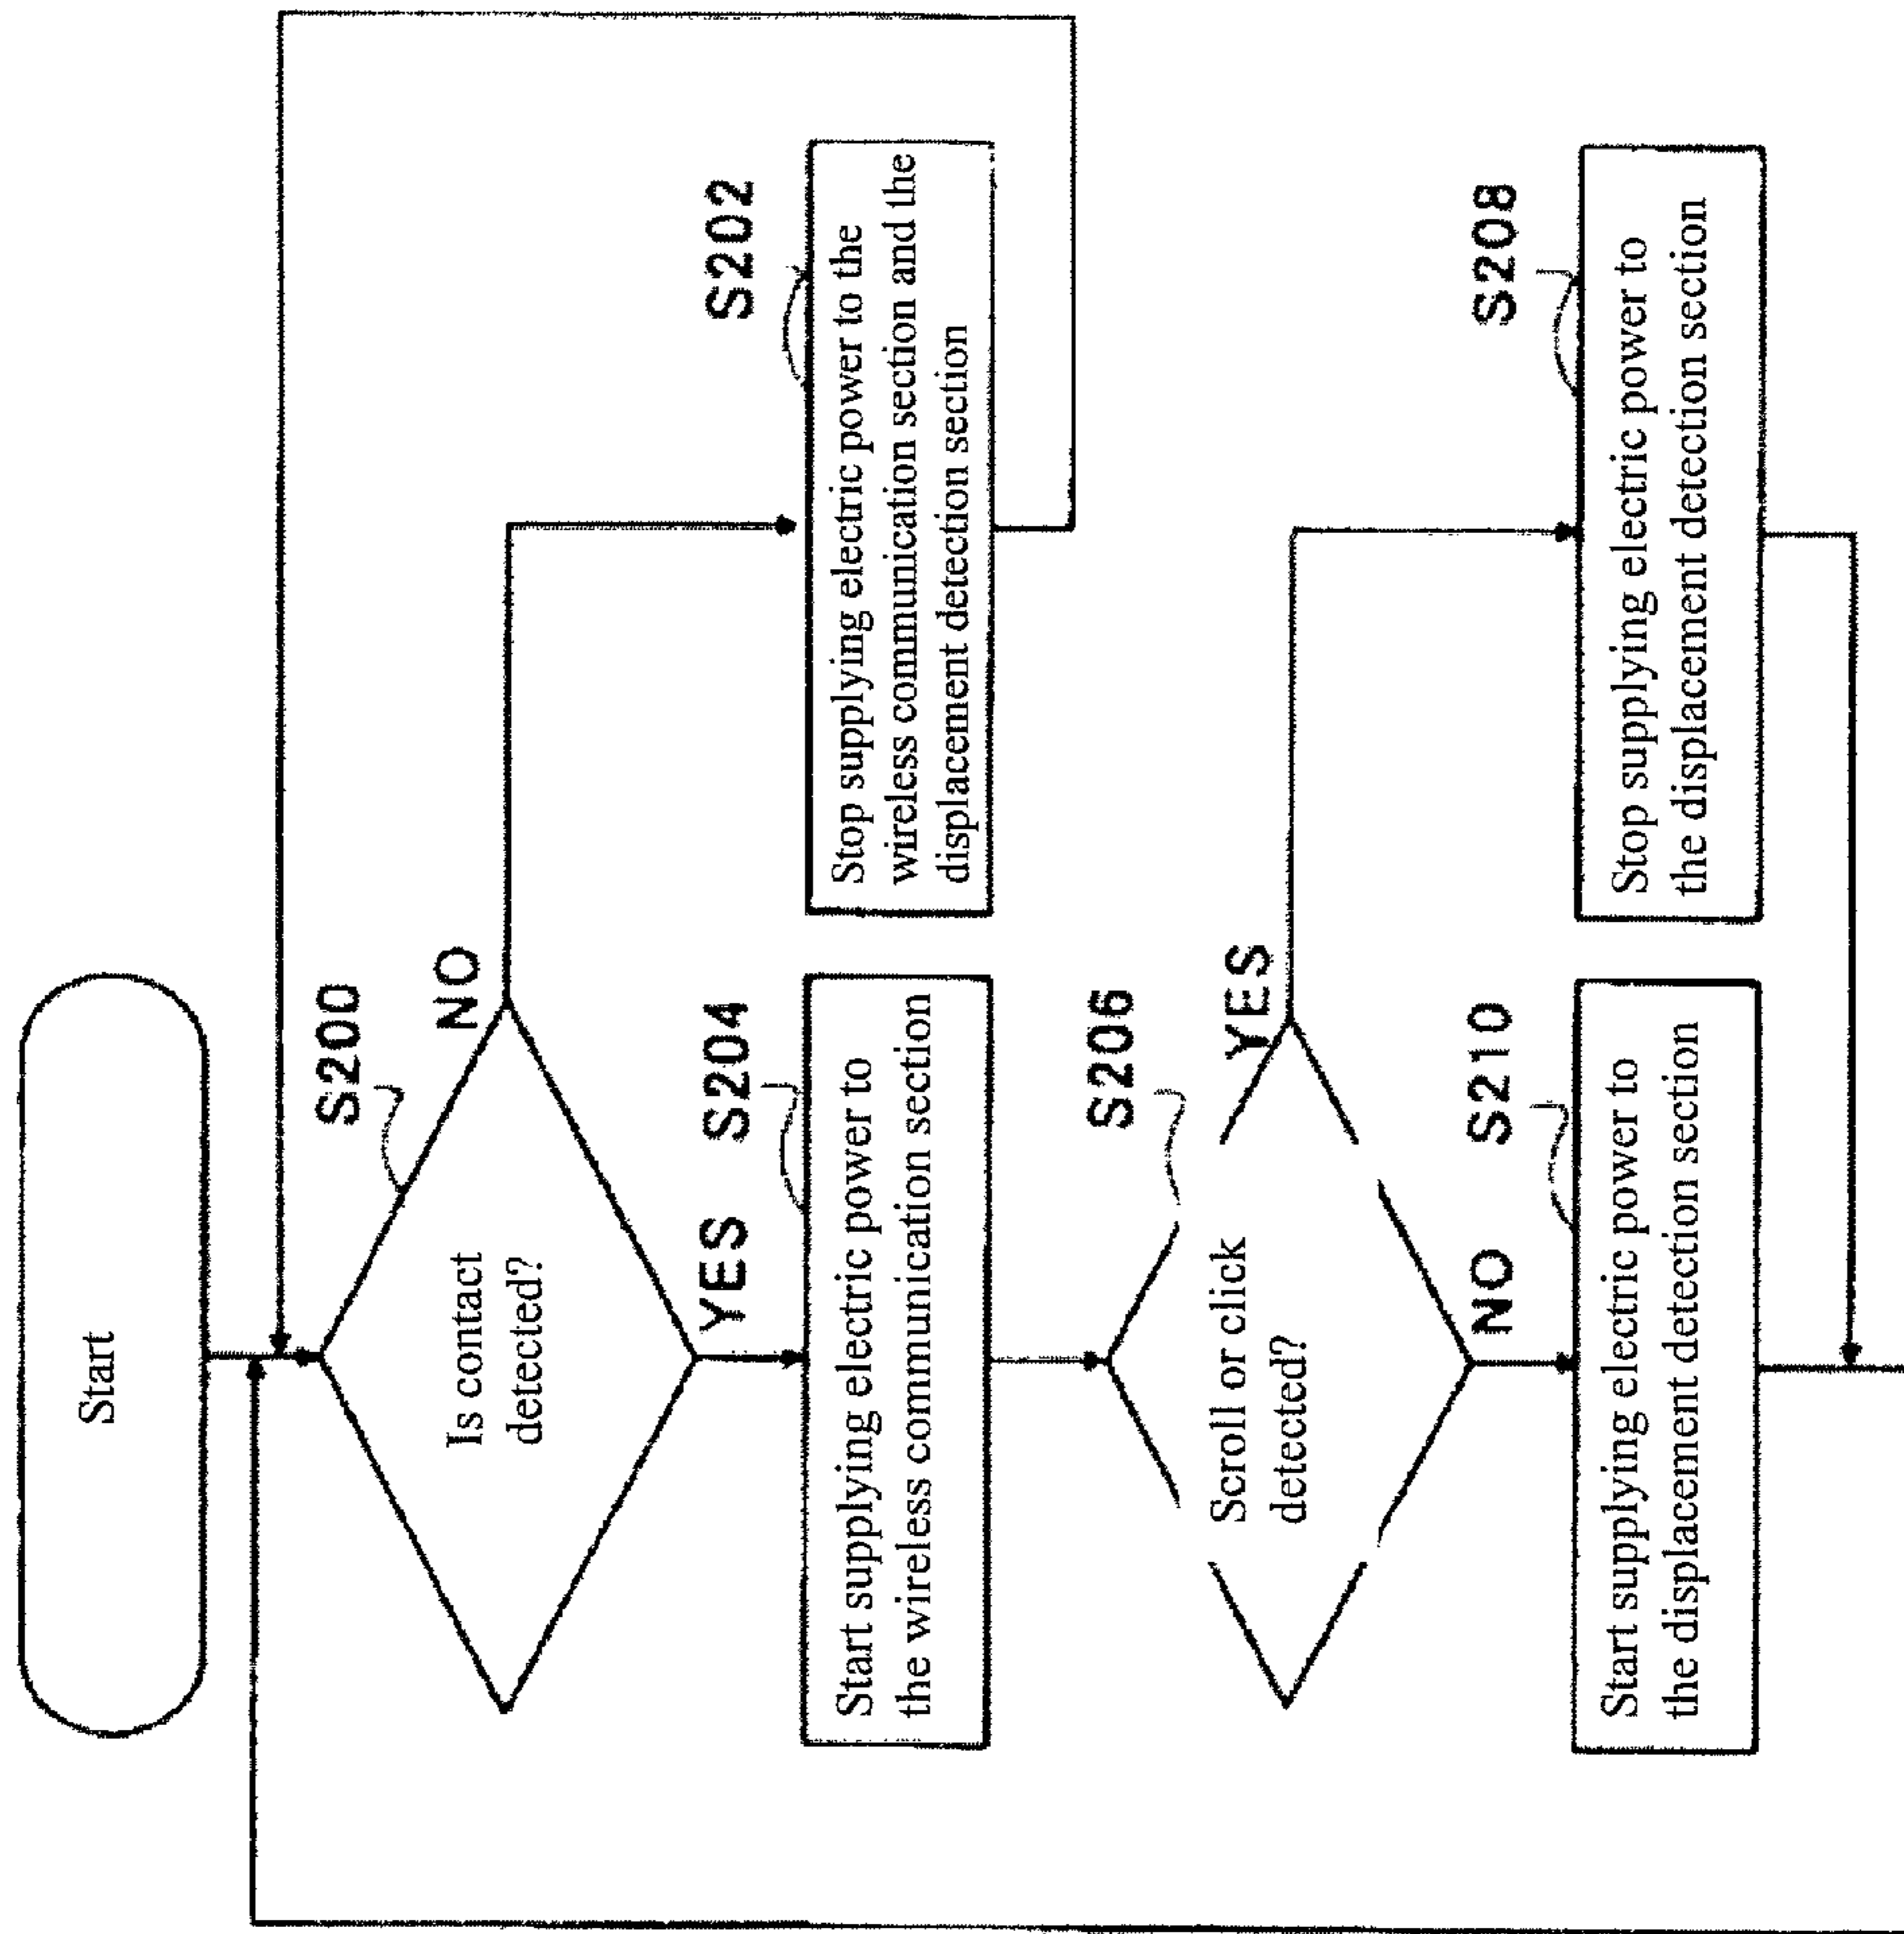 Start
S200
Is contact
detected?
NO
YES
S202
Stop supplying electric power to the
wireless communication section and the
displacement detection section
S204
Start supplying electric power to
the wireless communication section
S206
Scroll or click
detected?
YES
NO
S208
Stop supplying electric power to
the displacement detection section
S210
Start supplying electric power to
the displacement detection section